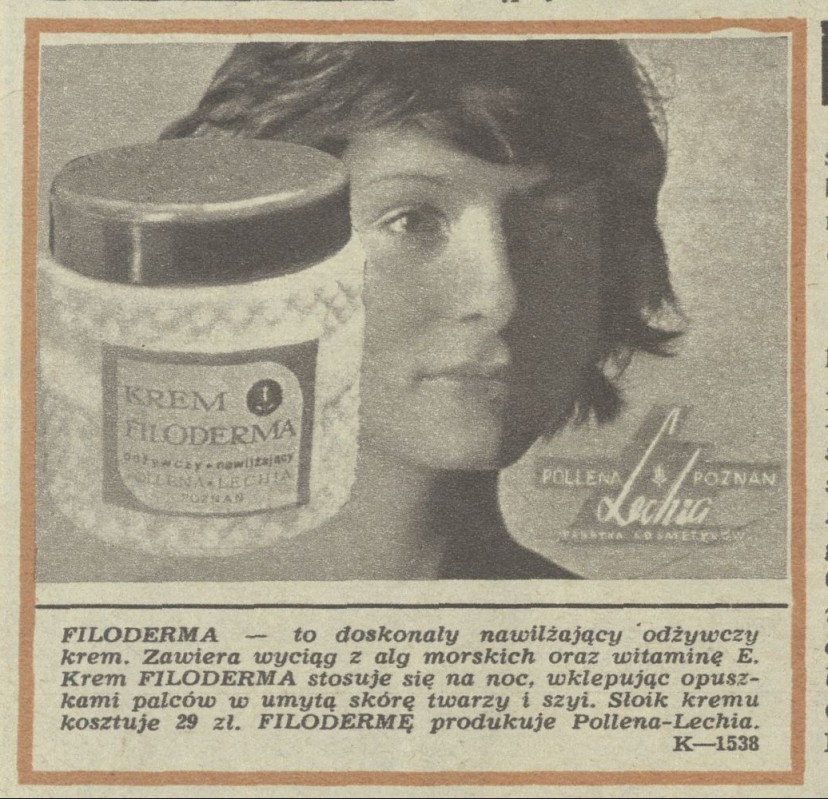 KREM
FILODERMA
odżywczy • nawilżający
POLLENA • LECHIA
POZNAŃ
POLLENA POZNAŃ
Lechia
FABRYKA KOSMETYKÓW
FILODERMA — to doskonały nawilżający odżywczy
krem. Zawiera wyciąg z alg morskich oraz witaminę E.
Krem FILODERMA stosuje się na noc, wklepując opusz-
kami palców w umytą skórę twarzy i szyi. Słoik kremu
kosztuje 29 zł. FILODERMĘ produkuje Pollena-Lechia.
K—1538